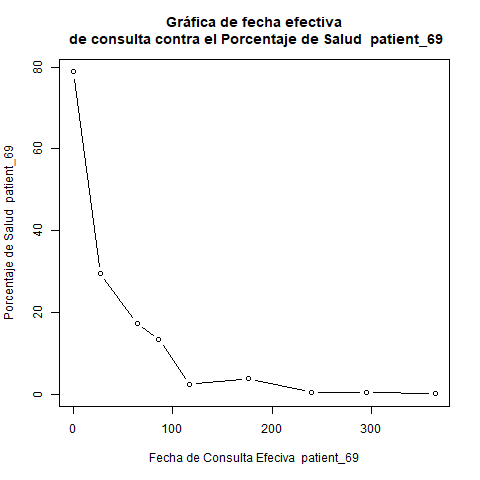 Gráfica de fecha efectiva
de consulta contra el Porcentaje de Salud patient_69
Porcentaje de Salud patient_69
80
60
40
20
0
0 100 200 300
Fecha de Consulta Efeciva patient_69